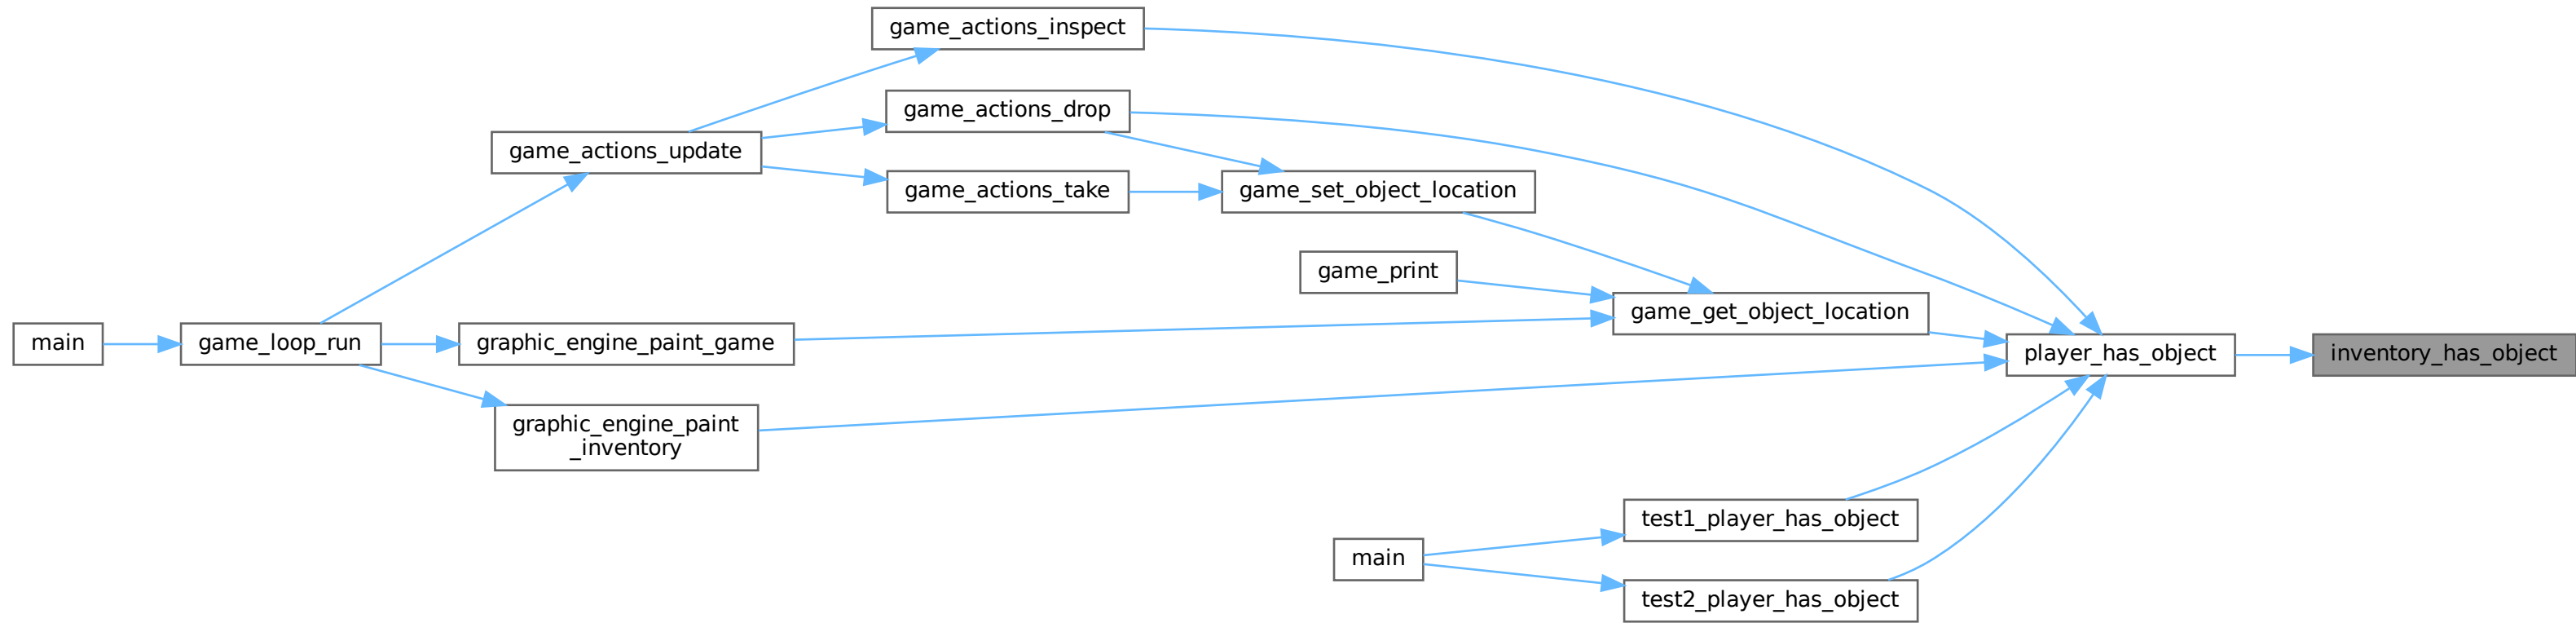 game_actions_inspect
game_actions_drop
game_actions_update
game_actions_take
game_set_object_location
game_print
game_get_object_location
main
game_loop_run
graphic_engine_paint_game
player_has_object
inventory_has_object
graphic_engine_paint
_inventory
test1_player_has_object
main
test2_player_has_object